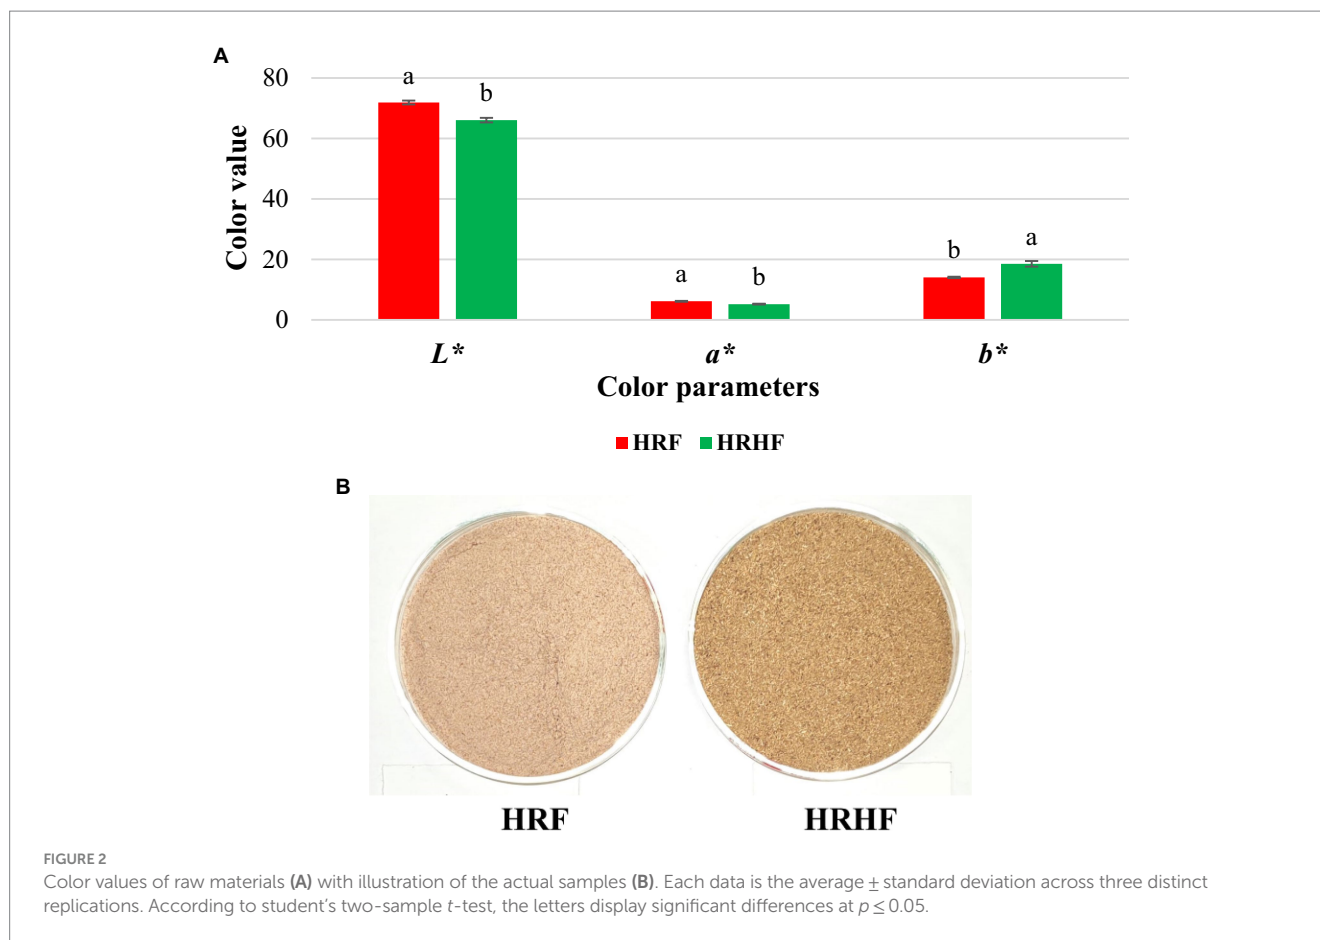 A
80
60
40
20
0
Color value
a
b
a
b
b
a
L*
a*
b*
Color parameters
HRF
HRHF
B
HRF
HRHF
FIGURE 2
Color values of raw materials (A) with illustration of the actual samples (B). Each data is the average ± standard deviation across three distinct
replications. According to student’s two-sample t-test, the letters display significant differences at p ≤ 0.05.